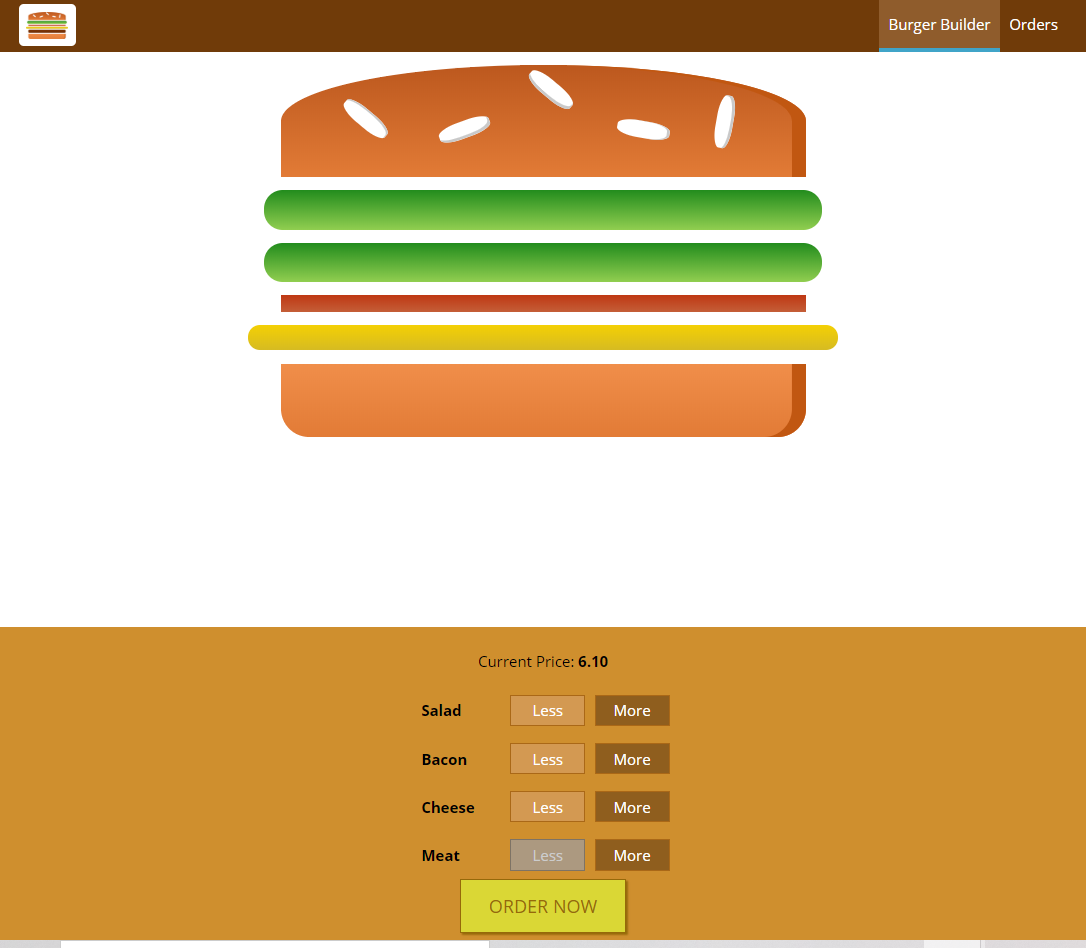 Burger Builder Orders
Current Price: 6.10
Salad Less More
Bacon Less More
Cheese Less More
Meat Less More
ORDER NOW